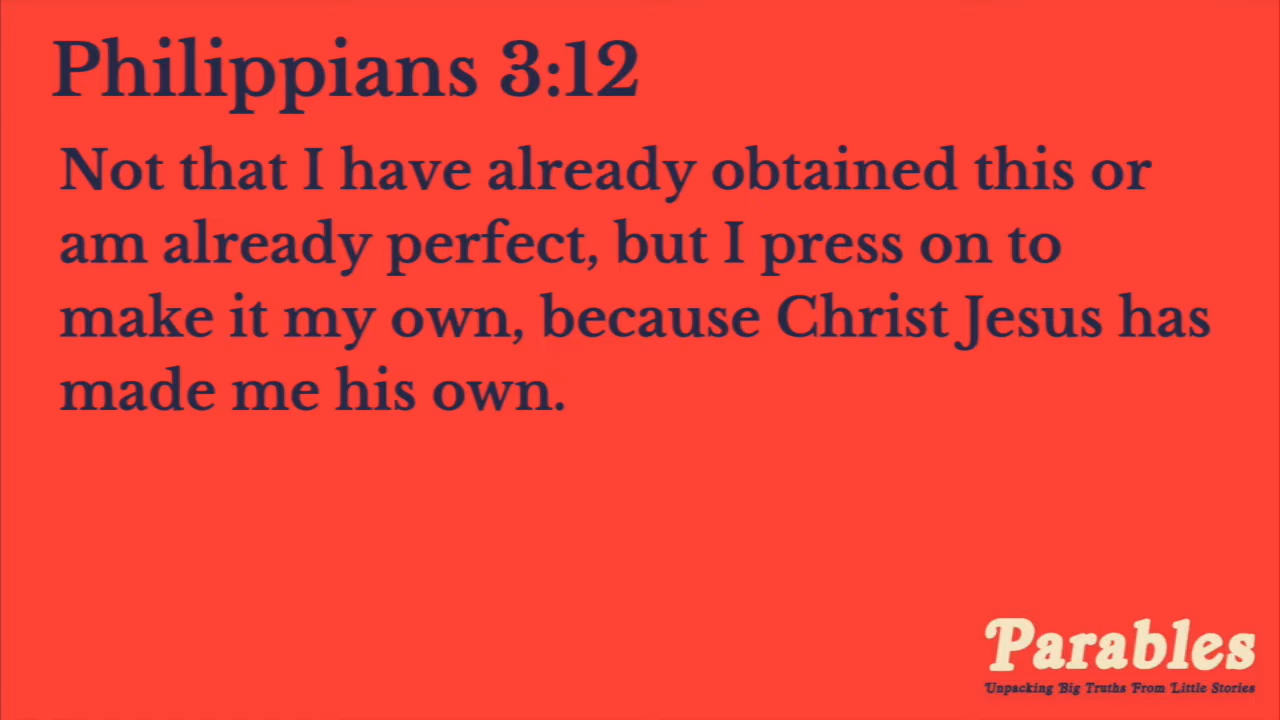 Philippians 3:12
Not that I have already obtained this or
am already perfect, but I press on to
make it my own, because Christ Jesus has
made me his own.
Parables
Unpacking Big Truths From Little Stories